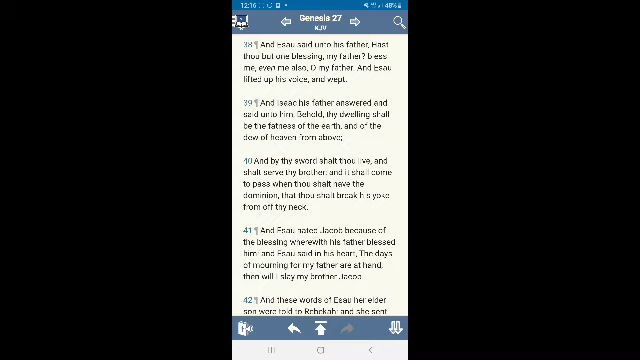 12:16 48%
Genesis 27
KJV
38 ¶ And Esau said unto his father, Hast
thou but one blessing, my father? bless
me, even me also, O my father. And Esau
lifted up his voice, and wept.
39 ¶ And Isaac his father answered and
said unto him, Behold, thy dwelling shall
be the fatness of the earth, and of the
dew of heaven from above;
40 And by thy sword shalt thou live, and
shalt serve thy brother; and it shall come
to pass when thou shalt have the
dominion, that thou shalt break his yoke
from off thy neck.
41 ¶ And Esau hated Jacob because of
the blessing wherewith his father blessed
him: and Esau said in his heart, The days
of mourning for my father are at hand;
then will I slay my brother Jacob.
42 ¶ And these words of Esau her elder
son were told to Rebekah: and she sent